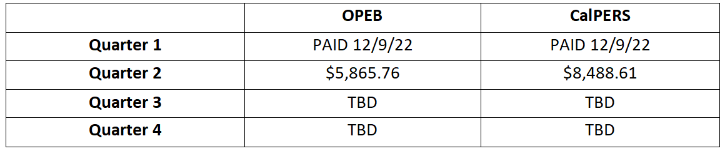 OPEB CalPERS
Quarter 1 PAID 12/9/22 PAID 12/9/22
Quarter 2 $5,865.76 $8,488.61
Quarter 3 TBD TBD
Quarter 4 TBD TBD